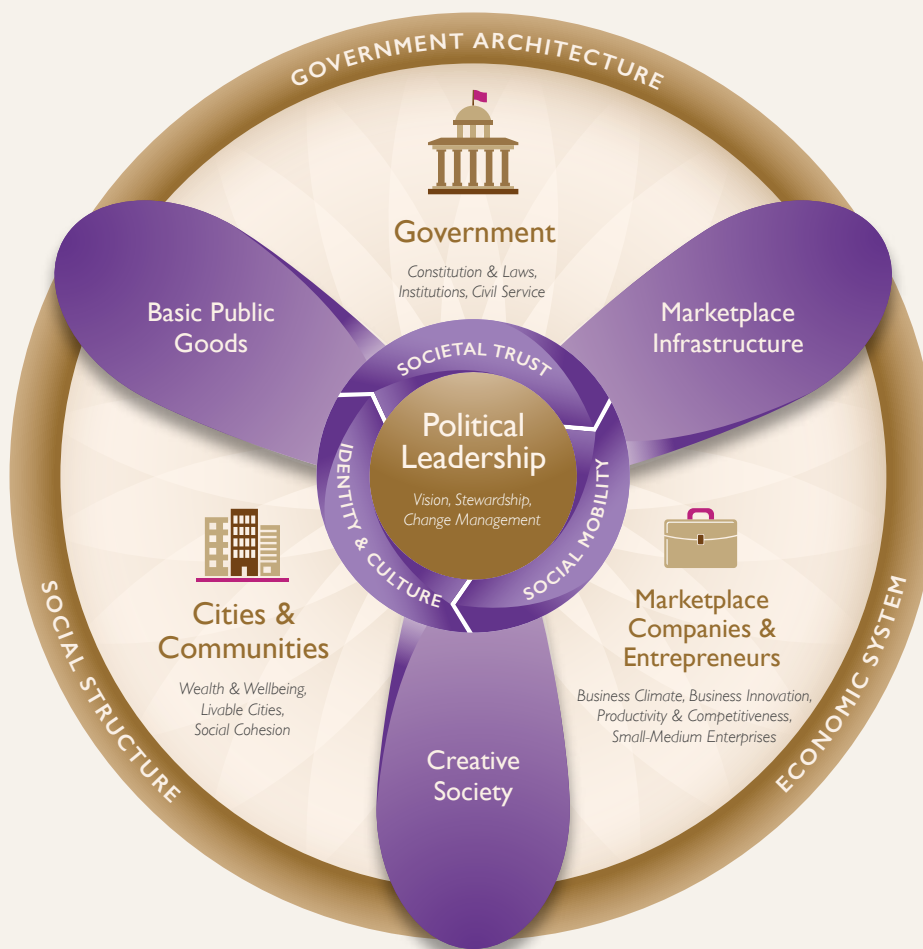 GOVERNMENT ARCHITECTURE
Government
Constitution & Laws,
Institutions, Civil Service
Basic Public
Goods
Marketplace
Infrastructure
SOCIETAL TRUST
Political
Leadership
Vision, Stewardship,
Change Management
IDENTITY & CULTURE
SOCIAL MOBILITY
Cities &
Communities
Wealth & Wellbeing,
Livable Cities,
Social Cohesion
Marketplace
Companies &
Entrepreneurs
Business Climate, Business Innovation,
Productivity & Competitiveness,
Small-Medium Enterprises
SOCIAL STRUCTURE
ECONOMIC SYSTEM
Creative
Society